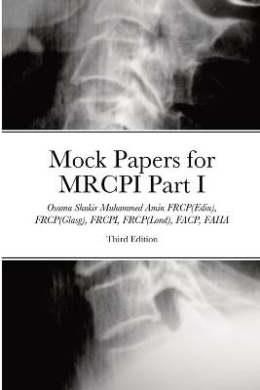 Mock Papers for
MRCPI Part I
Osama Shukir Muhammed Amin FRCP(Edin),
FRCP(Glasg), FRCPI, FRCP(Lond), FACP, FAHA
Third Edition